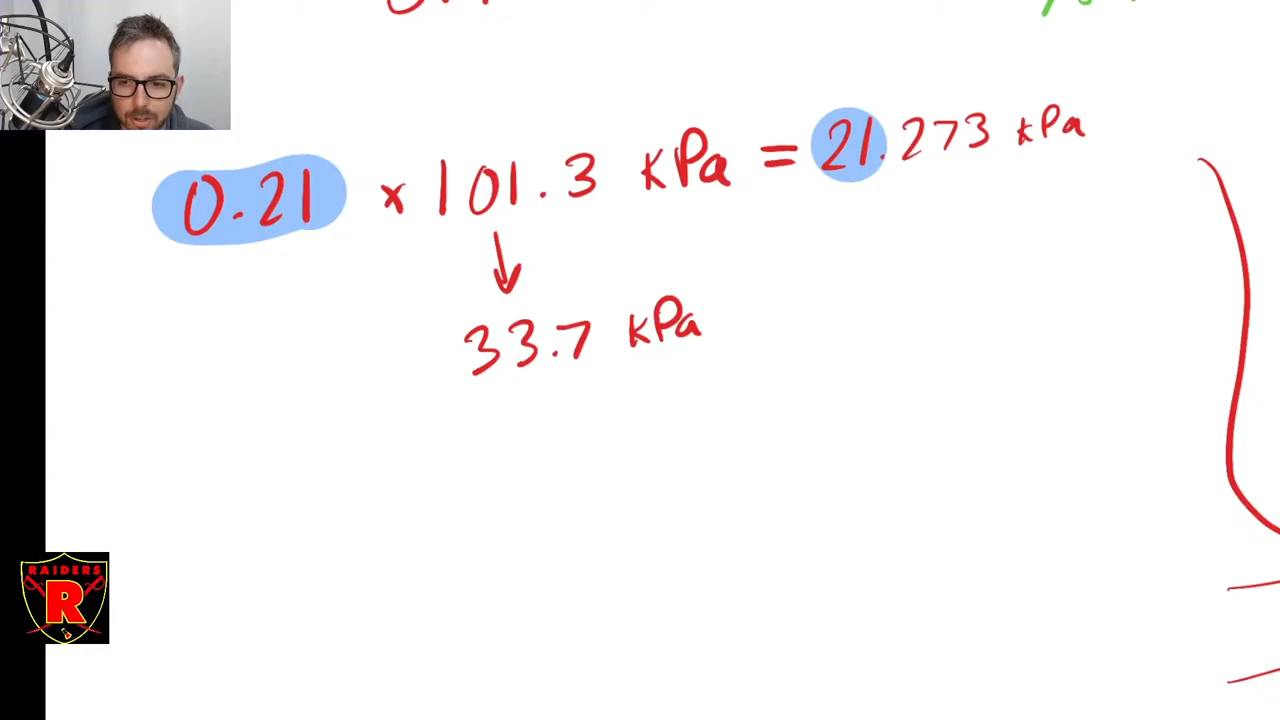 0.21 × 101.3 kPa = 21.273 kPa
33.7 kPa
RAIDERS
R